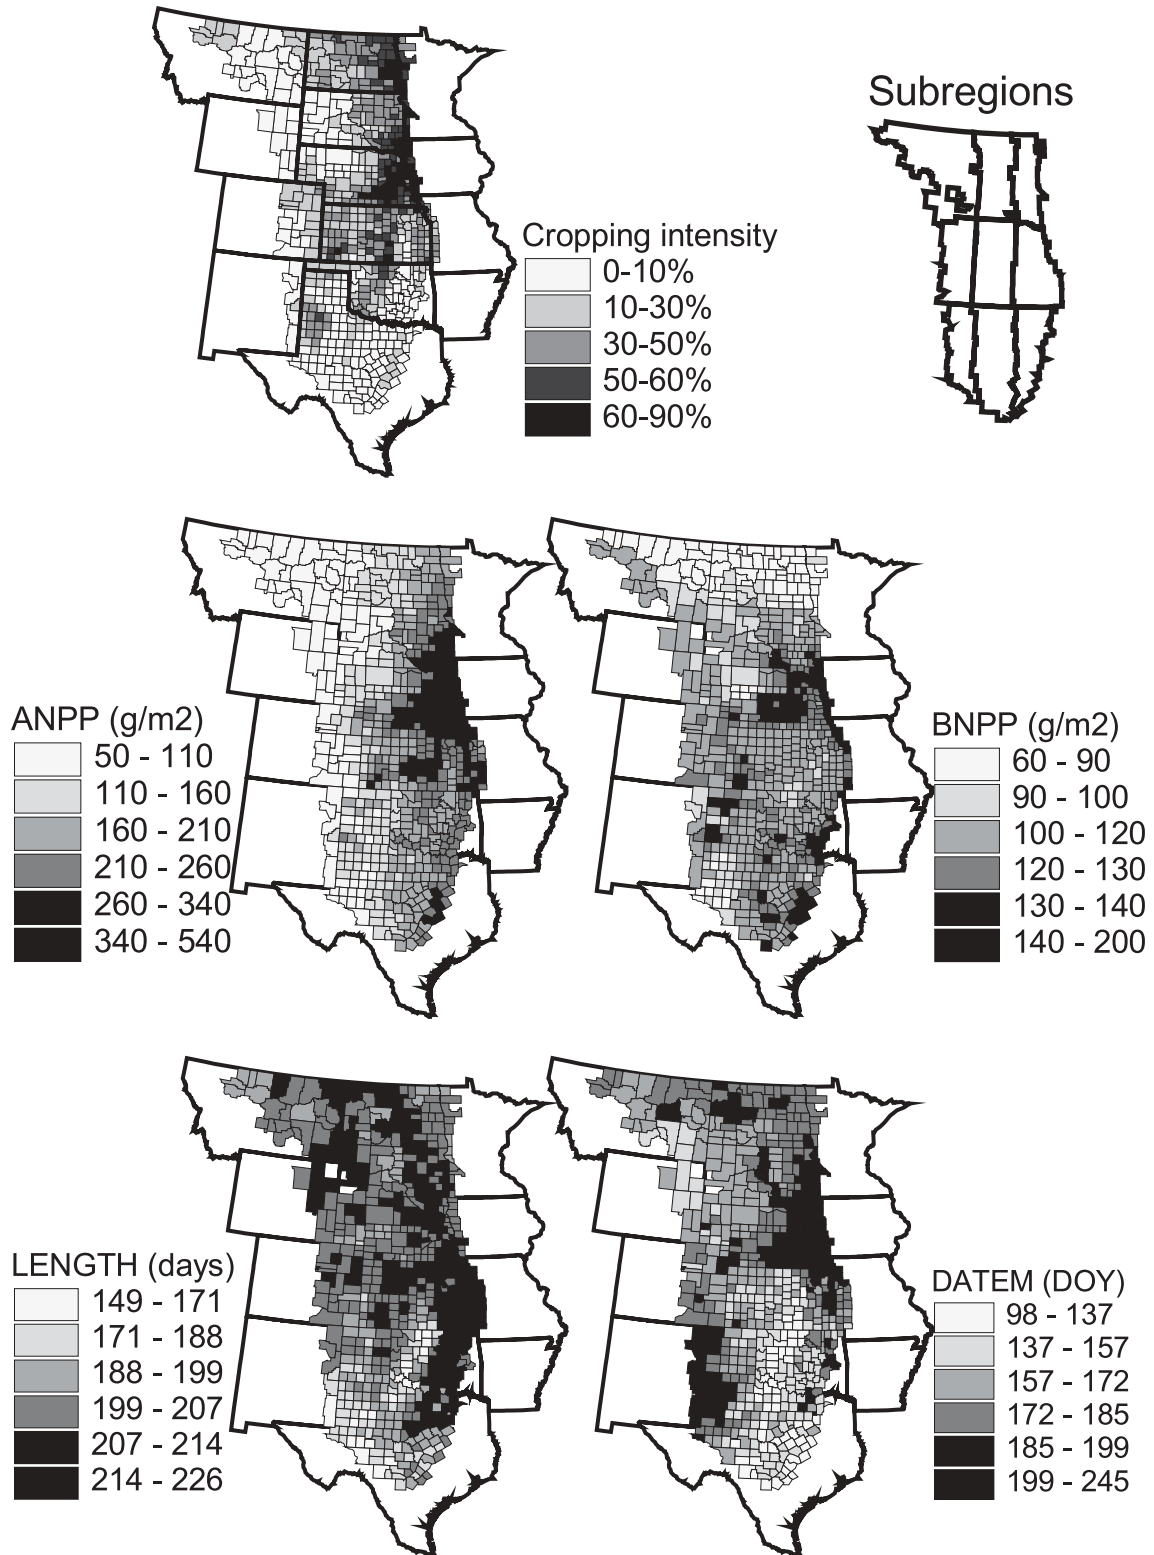 Subregions
Cropping intensity
0-10%
10-30%
30-50%
50-60%
60-90%
ANPP (g/m2)
50 - 110
110 - 160
160 - 210
210 - 260
260 - 340
340 - 540
BNPP (g/m2)
60 - 90
90 - 100
100 - 120
120 - 130
130 - 140
140 - 200
LENGTH (days)
149 - 171
171 - 188
188 - 199
199 - 207
207 - 214
214 - 226
DATEM (DOY)
98 - 137
137 - 157
157 - 172
172 - 185
185 - 199
199 - 245